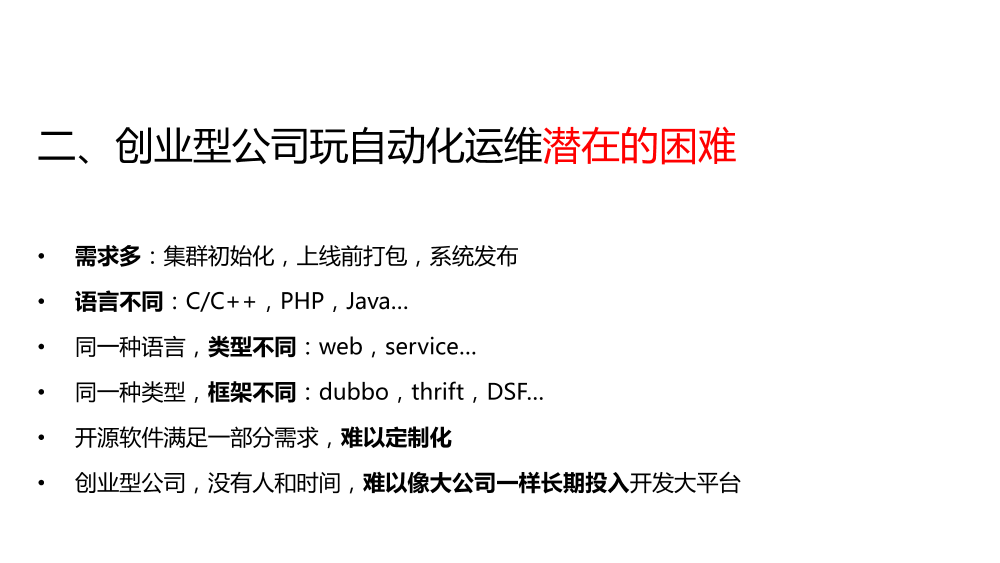 二、创业型公司玩自动化运维潜在的困难
• 需求多：集群初始化，上线前打包，系统发布
• 语言不同：C/C++，PHP，Java…
• 同一种语言，类型不同：web，service…
• 同一种类型，框架不同：dubbo，thrift，DSF…
• 开源软件满足一部分需求，难以定制化
• 创业型公司，没有人和时间，难以像大公司一样长期投入开发大平台